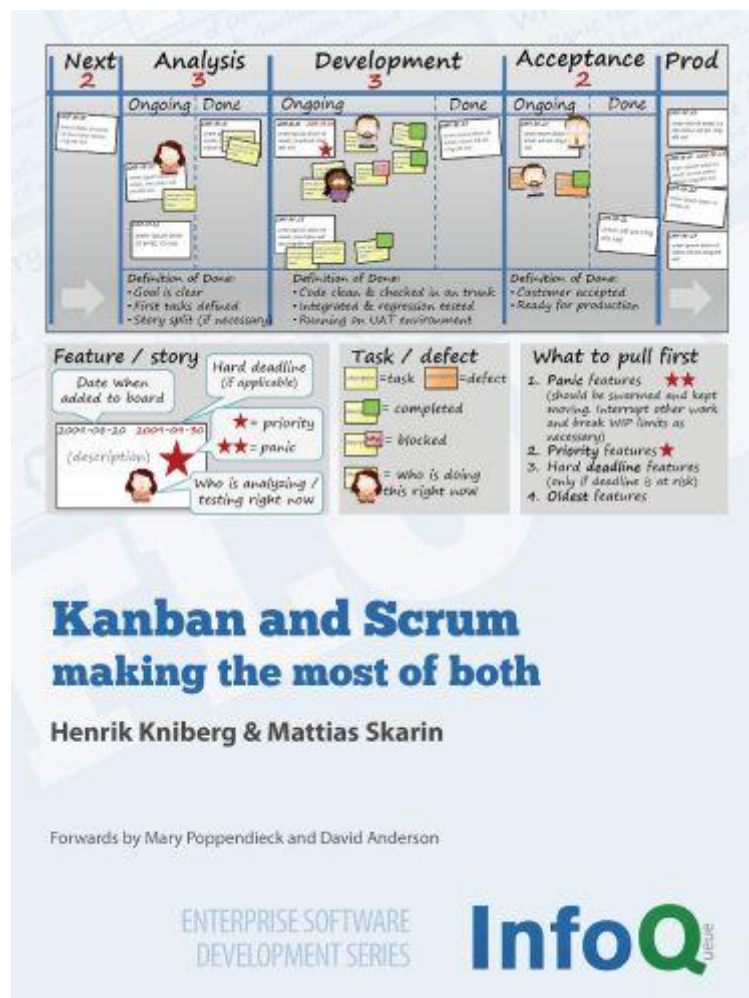 Next Analysis Development Acceptance Prod
2 3 3 2
Ongoing Done Ongoing Done Ongoing Done
Definition of Done:
• Goal is clear
• First tasks defined
• Story split (if necessary)
Definition of Done:
• Code clean & checked in on trunk
• Integrated & regression tested
• Running on UAT environment
Definition of Done:
• Customer accepted
• Ready for production
Feature / story
Date when
added to board
Hard deadline
(if applicable)
2009-08-20 2009-09-30
(description)
= priority
= panic
Who is analyzing /
testing right now
Task / defect
=task =defect
= completed
= blocked
= who is doing
this right now
What to pull first
1. Panic features
(should be swarmed and kept
moving. Interrupt other work
and break WIP limits as
necessary)
2. Priority features
3. Hard deadline features
(only if deadline is at risk)
4. Oldest features
Kanban and Scrum
making the most of both
Henrik Kniberg & Mattias Skarin
Forwards by Mary Poppendieck and David Anderson
ENTERPRISE SOFTWARE
DEVELOPMENT SERIES
InfoQ
ueue